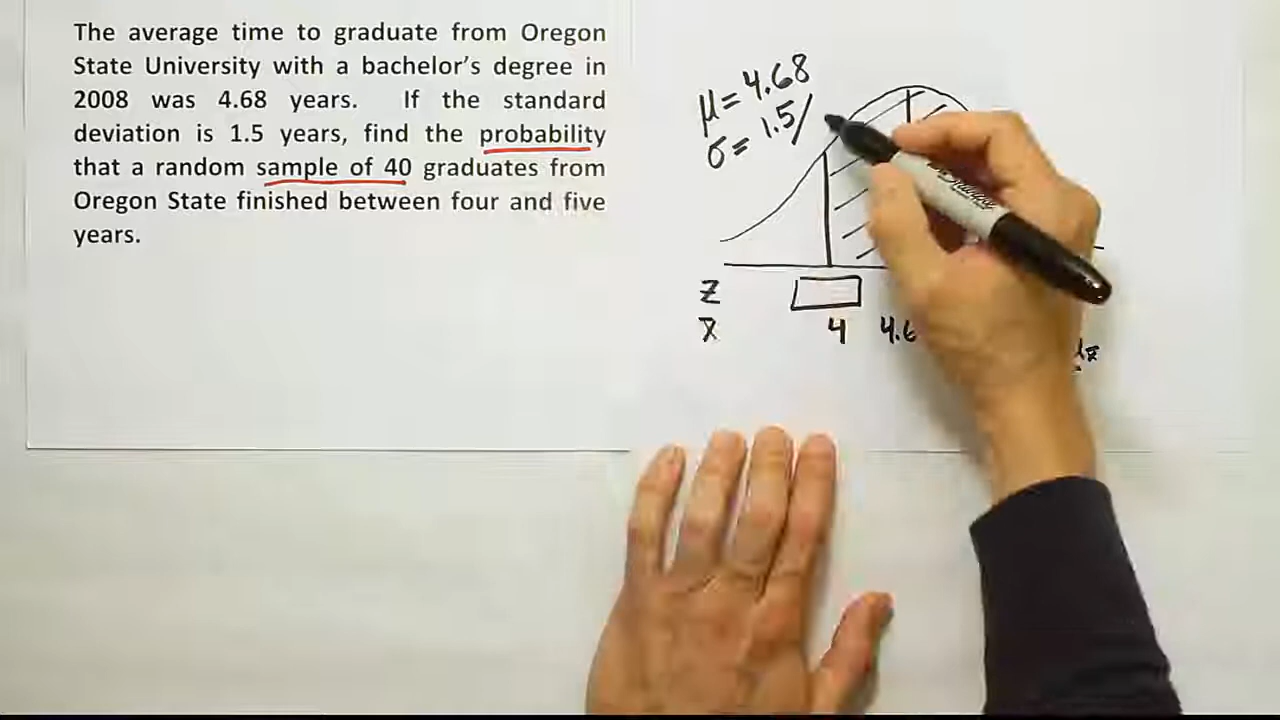 The average time to graduate from Oregon
State University with a bachelor's degree in
2008 was 4.68 years. If the standard
deviation is 1.5 years, find the probability
that a random sample of 40 graduates from
Oregon State finished between four and five
years.
μ = 4.68
σ = 1.5/
Z
X̄ 4 4.6